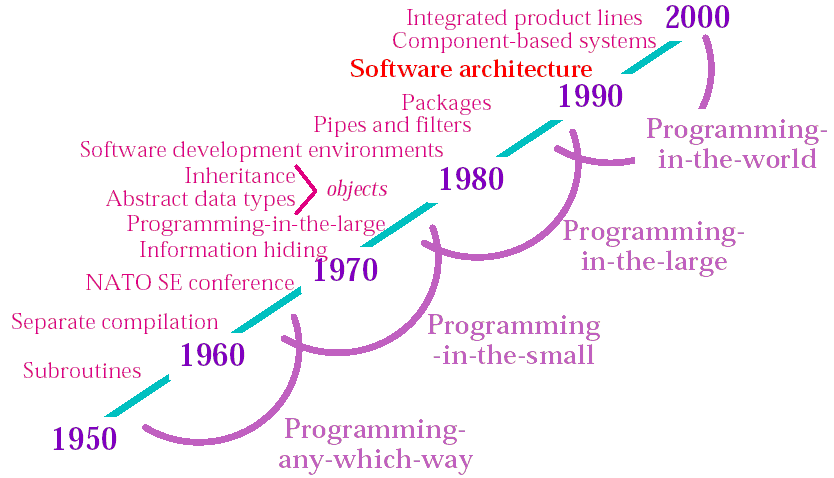 Integrated product lines
2000
Component-based systems
Software architecture
1990
Packages
Pipes and filters
Programming-
in-the-world
Software development environments
Inheritance
objects
1980
Abstract data types
Programming-in-the-large
Programming-
in-the-large
Information hiding
1970
NATO SE conference
Separate compilation
Programming
-in-the-small
1960
Subroutines
1950
Programming-
any-which-way